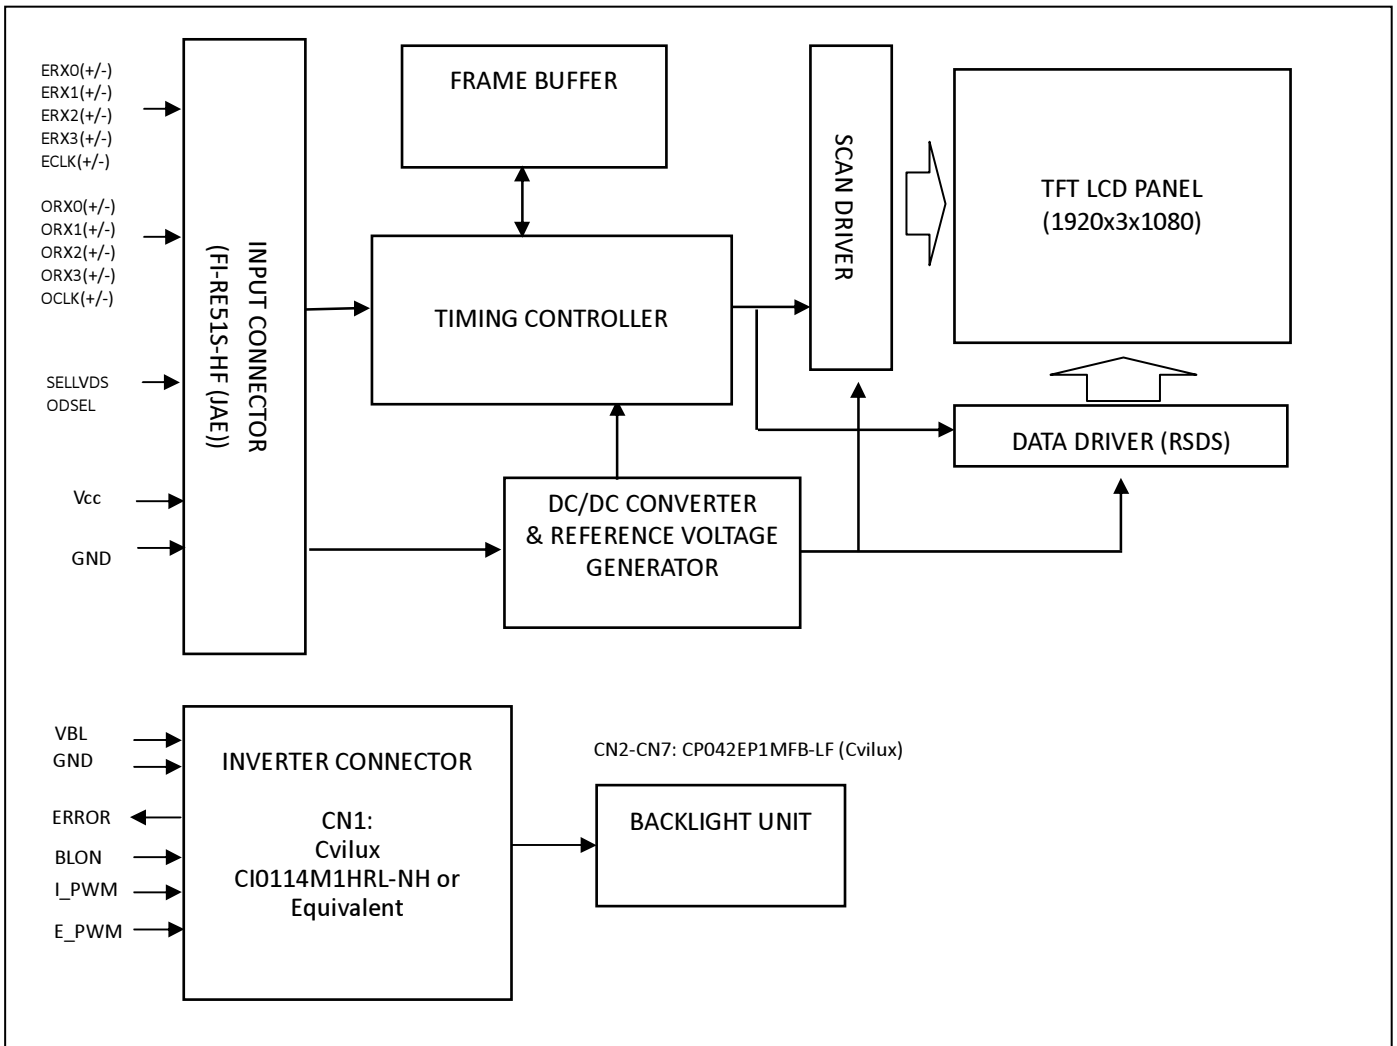 ERX0(+/-)
ERX1(+/-)
ERX2(+/-)
ERX3(+/-)
ECLK(+/-)
ORX0(+/-)
ORX1(+/-)
ORX2(+/-)
ORX3(+/-)
OCLK(+/-)
SELLVDS
ODSEL
Vcc
GND
INPUT CONNECTOR
(FI-RE51S-HF (JAE))
FRAME BUFFER
TIMING CONTROLLER
DC/DC CONVERTER
& REFERENCE VOLTAGE
GENERATOR
SCAN DRIVER
TFT LCD PANEL
(1920x3x1080)
DATA DRIVER (RSDS)
VBL
GND
ERROR
BLON
I_PWM
E_PWM
INVERTER CONNECTOR
CN1:
Cvilux
CI0114M1HRL-NH or
Equivalent
CN2-CN7: CP042EP1MFB-LF (Cvilux)
BACKLIGHT UNIT